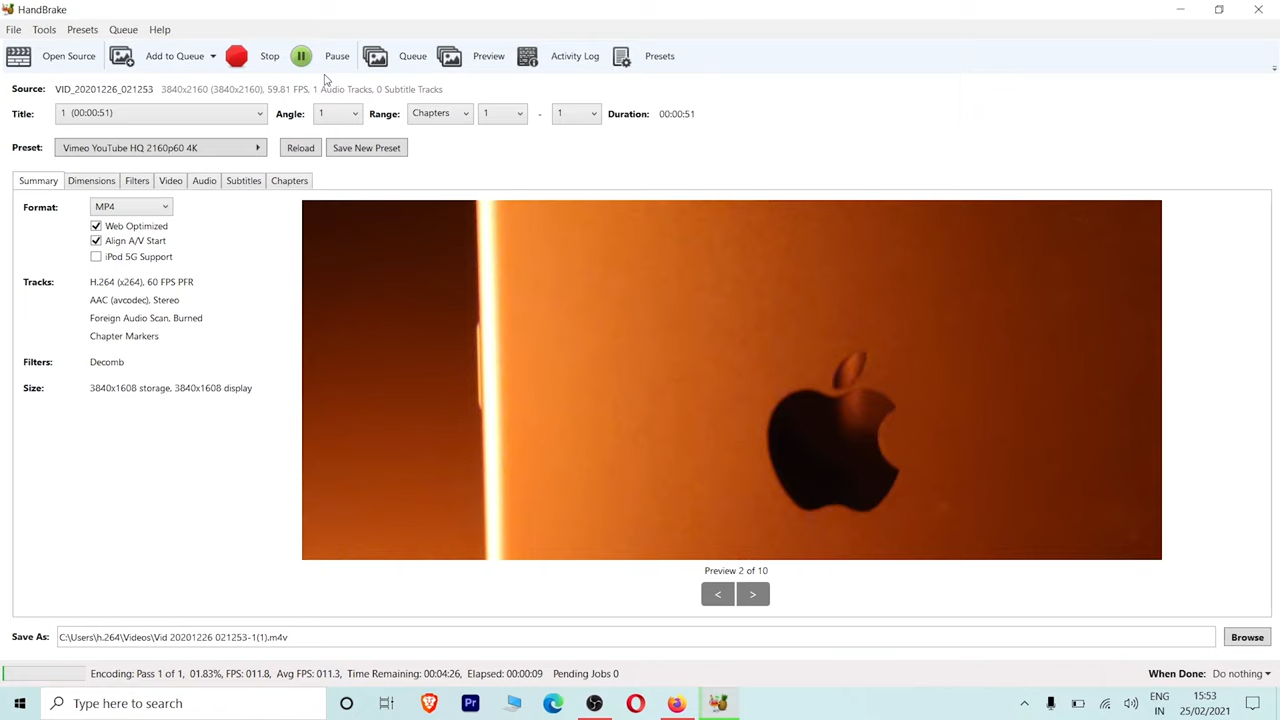 HandBrake
File Tools Presets Queue Help
Open Source Add to Queue Stop Pause Queue Preview Activity Log Presets
Source: VID_20201226_021253 3840x2160 (3840x2160), 59.81 FPS, 1 Audio Tracks, 0 Subtitle Tracks
Title: 1 (00:00:51) Angle: 1 Range: Chapters 1 - 1 Duration: 00:00:51
Preset: Vimeo YouTube HQ 2160p60 4K Reload Save New Preset
Summary Dimensions Filters Video Audio Subtitles Chapters
Format: MP4
Web Optimized
Align A/V Start
iPod 5G Support
Tracks: H.264 (x264), 60 FPS PFR
AAC (avcodec), Stereo
Foreign Audio Scan, Burned
Chapter Markers
Filters: Decomb
Size: 3840x1608 storage, 3840x1608 display
Preview 2 of 10
< >
Save As: C:\Users\h.264\Videos\Vid 20201226 021253-1(1).m4v Browse
Encoding: Pass 1 of 1, 01.83%, FPS: 011.8, Avg FPS: 011.3, Time Remaining: 00:04:26, Elapsed: 00:00:09 Pending Jobs 0 When Done: Do nothing
Type here to search Pr ENG 15:53
IN 25/02/2021